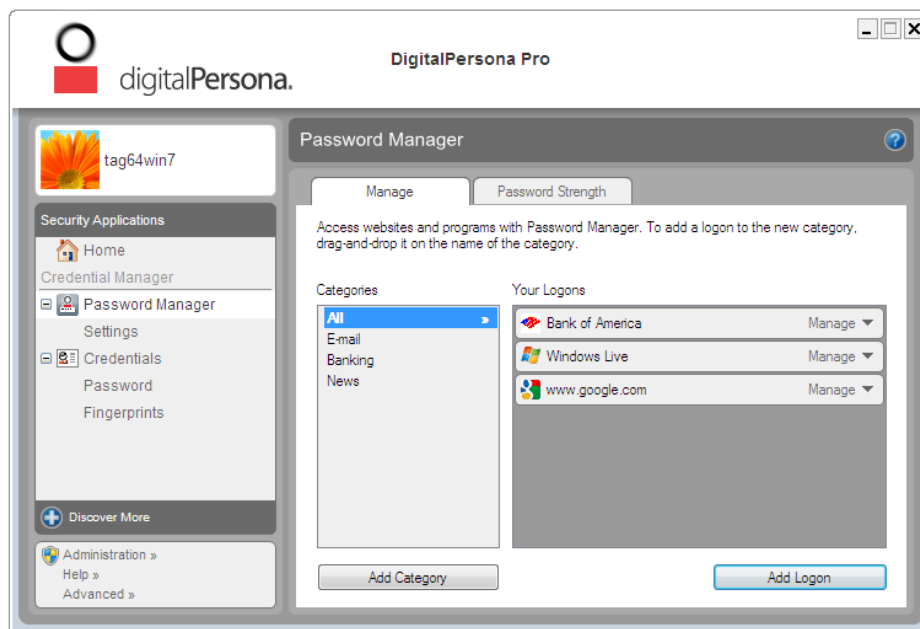 digitalPersona.
DigitalPersona Pro
tag64win7
Security Applications
Home
Credential Manager
Password Manager
Settings
Credentials
Password
Fingerprints
Discover More
Administration »
Help »
Advanced »
Password Manager
?
Manage
Password Strength
Access websites and programs with Password Manager. To add a logon to the new category,
drag-and-drop it on the name of the category.
Categories
All »
E-mail
Banking
News
Your Logons
Bank of America Manage
Windows Live Manage
www.google.com Manage
Add Category
Add Logon